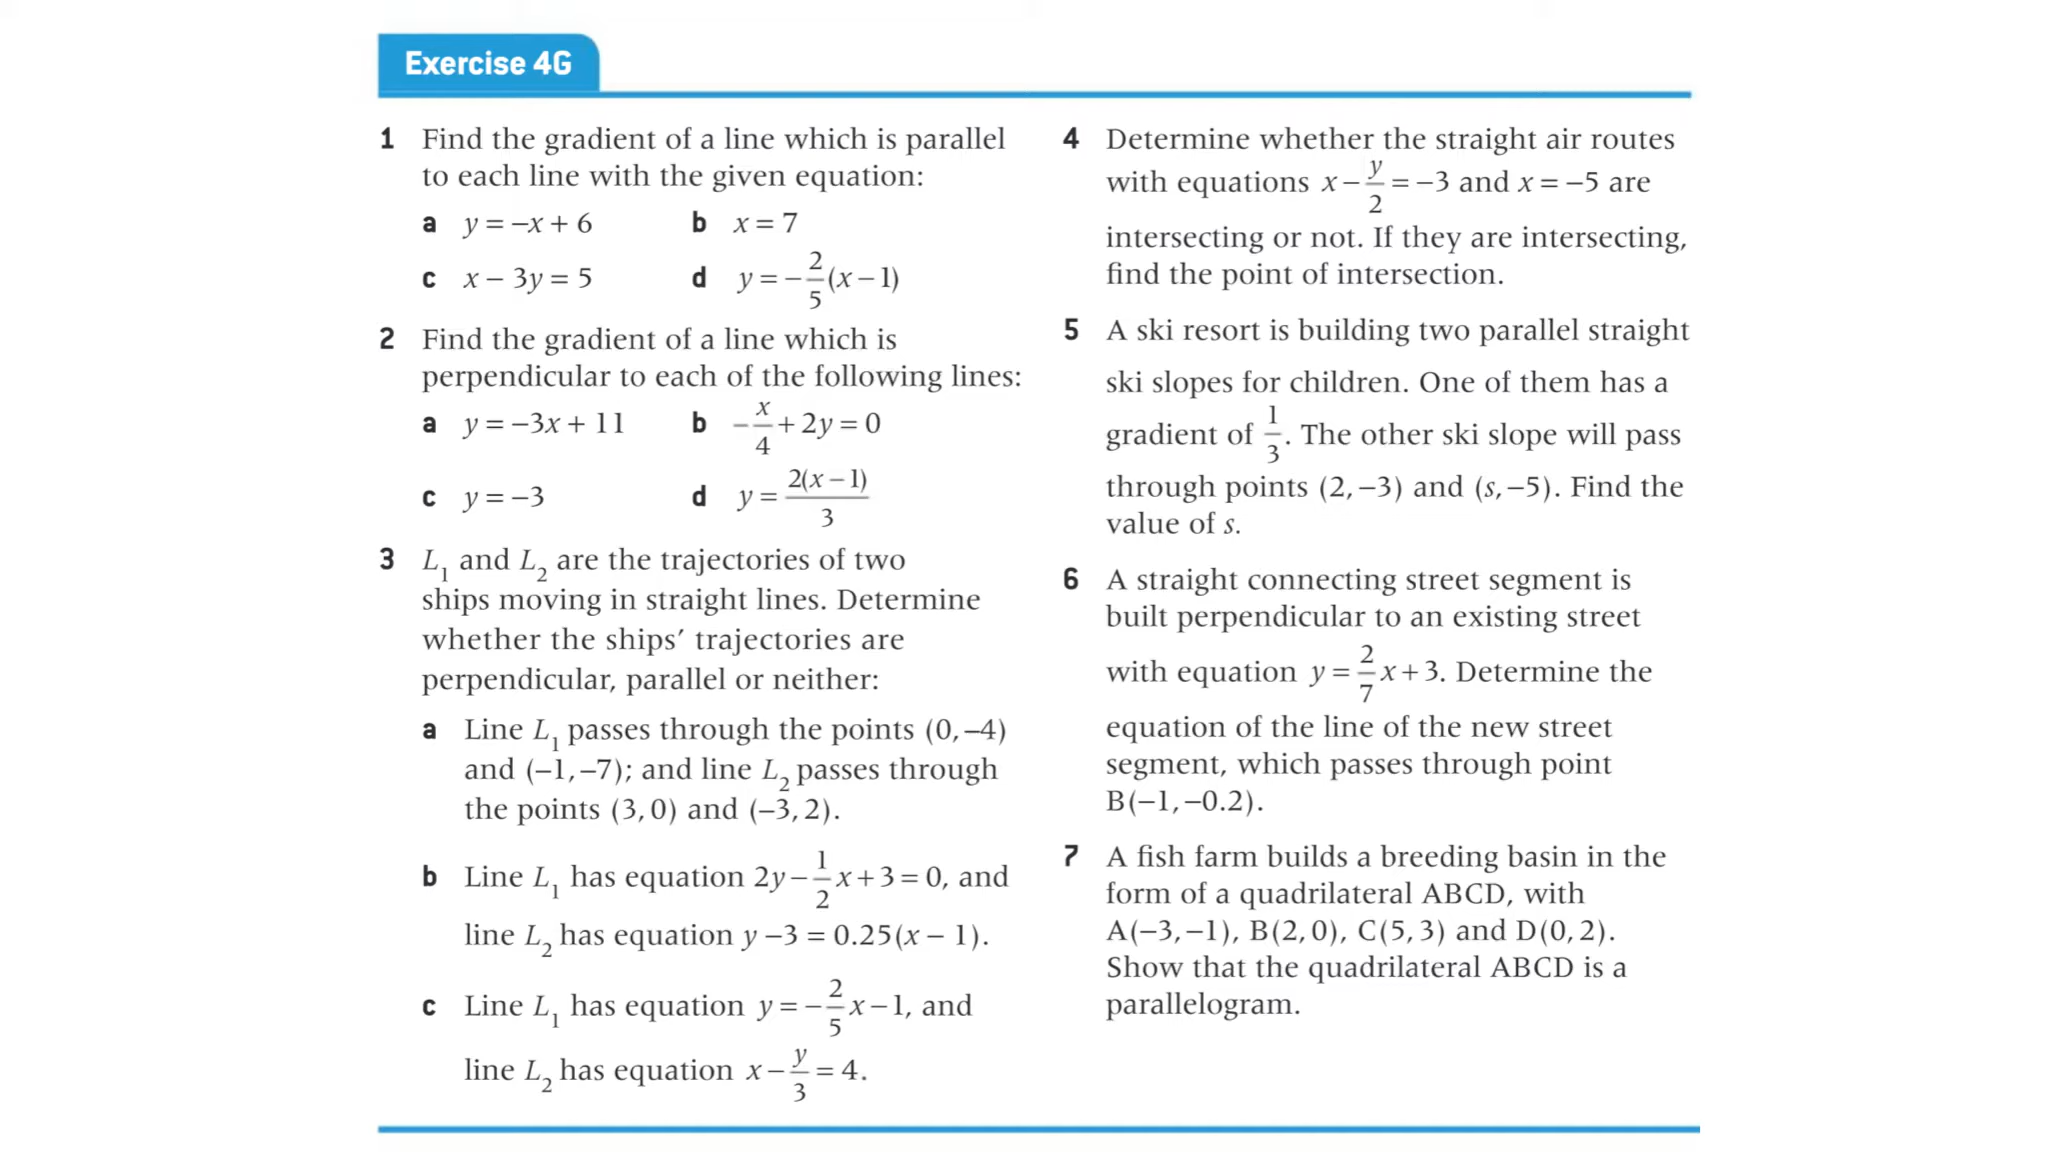 Exercise 4G
1 Find the gradient of a line which is parallel
to each line with the given equation:
a y = –x + 6 b x = 7
c x – 3y = 5 d y = –2/5(x – 1)
2 Find the gradient of a line which is
perpendicular to each of the following lines:
a y = –3x + 11 b –x/4 + 2y = 0
c y = –3 d y = 2(x – 1)/3
3 L₁ and L₂ are the trajectories of two
ships moving in straight lines. Determine
whether the ships’ trajectories are
perpendicular, parallel or neither:
a Line L₁ passes through the points (0, –4)
and (–1, –7); and line L₂ passes through
the points (3, 0) and (–3, 2).
b Line L₁ has equation 2y – 1/2x + 3 = 0, and
line L₂ has equation y –3 = 0.25(x – 1).
c Line L₁ has equation y = –2/5x – 1, and
line L₂ has equation x – y/3 = 4.
4 Determine whether the straight air routes
with equations x – y/2 = –3 and x = –5 are
intersecting or not. If they are intersecting,
find the point of intersection.
5 A ski resort is building two parallel straight
ski slopes for children. One of them has a
gradient of 1/3. The other ski slope will pass
through points (2, –3) and (s, –5). Find the
value of s.
6 A straight connecting street segment is
built perpendicular to an existing street
with equation y = 2/7x + 3. Determine the
equation of the line of the new street
segment, which passes through point
B(–1, –0.2).
7 A fish farm builds a breeding basin in the
form of a quadrilateral ABCD, with
A(–3, –1), B(2, 0), C(5, 3) and D(0, 2).
Show that the quadrilateral ABCD is a
parallelogram.